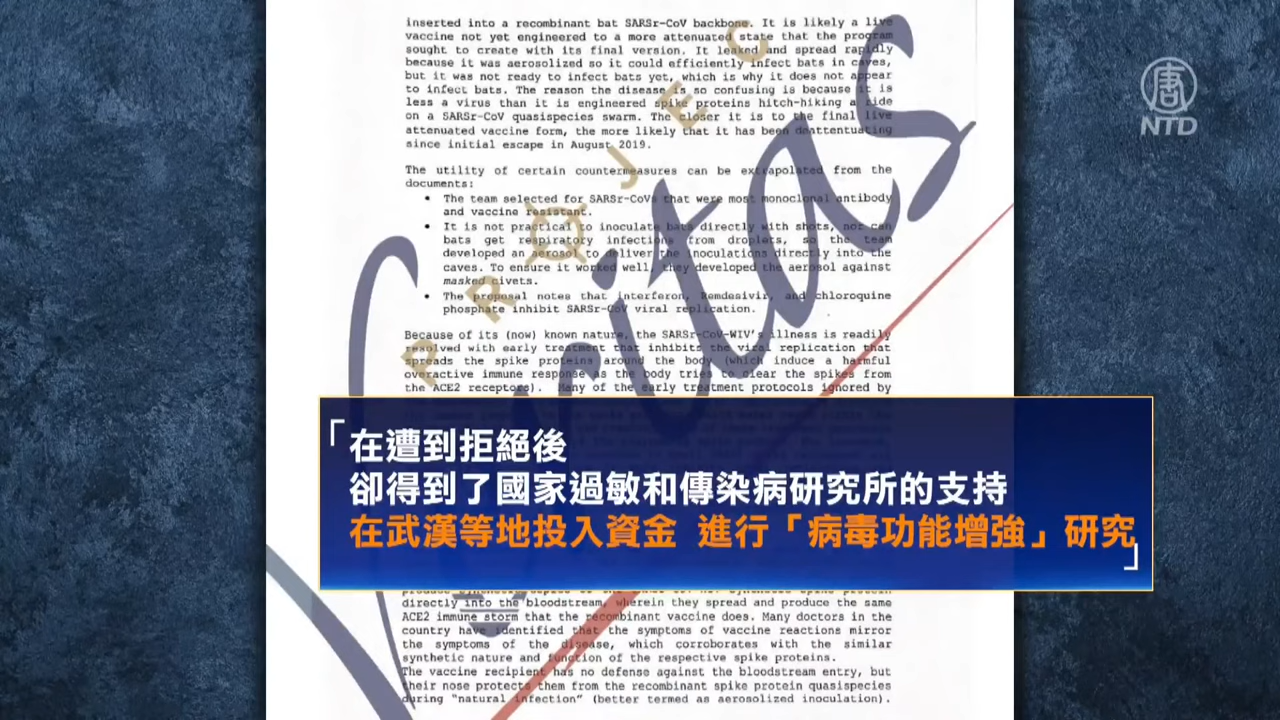 inserted into a recombinant bat SARSr-CoV backbone. It is likely a live
vaccine not yet engineered to a more attenuated state that the program
sought to create with its final version. It leaked and spread rapidly
because it was aerosolized so it could efficiently infect bats in caves,
but it was not ready to infect bats yet, which is why it does not appear
to infect bats. The reason the disease is so confusing is because it is
less a virus than it is engineered spike proteins hitch-hiking a ride
on a SARSr-CoV quasispecies swarm. The closer it is to the final live
attenuated vaccine form, the more likely that it has been deattentuating
since initial escape in August 2019.
The utility of certain countermeasures can be extrapolated from the
documents:
• The team selected for SARSr-CoVs that were most monoclonal antibody
and vaccine resistant.
• It is not practical to inoculate bats directly with shots, nor can
bats get respiratory infections from droplets, so the team
developed an aerosol to deliver the inoculations directly into the
caves. To ensure it worked well, they developed the aerosol against
masked civets.
• The proposal notes that interferon, Remdesivir, and chloroquine
phosphate inhibit SARSr-CoV viral replication.
Because of its (now) known nature, the SARSr-CoV-WIV's illness is readily
resolved with early treatment that inhibits the viral replication that
spreads the spike proteins around the body (which induce a harmful
overactive immune response as the body tries to clear the spikes from
the ACE2 receptors). Many of the early treatment protocols ignored by
「在遭到拒絕後
卻得到了國家過敏和傳染病研究所的支持
在武漢等地投入資金 進行「病毒功能增強」研究」
directly into the bloodstream, wherein they spread and produce the same
ACE2 immune storm that the recombinant vaccine does. Many doctors in the
country have identified that the symptoms of vaccine reactions mirror
the symptoms of the disease, which corroborates with the similar
synthetic nature and function of the respective spike proteins.
The vaccine recipient has no defense against the bloodstream entry, but
their nose protects them from the recombinant spike protein quasispecies
during "natural infection" (better termed as aerosolized inoculation).
PROJEC
Veritas
唐
NTD